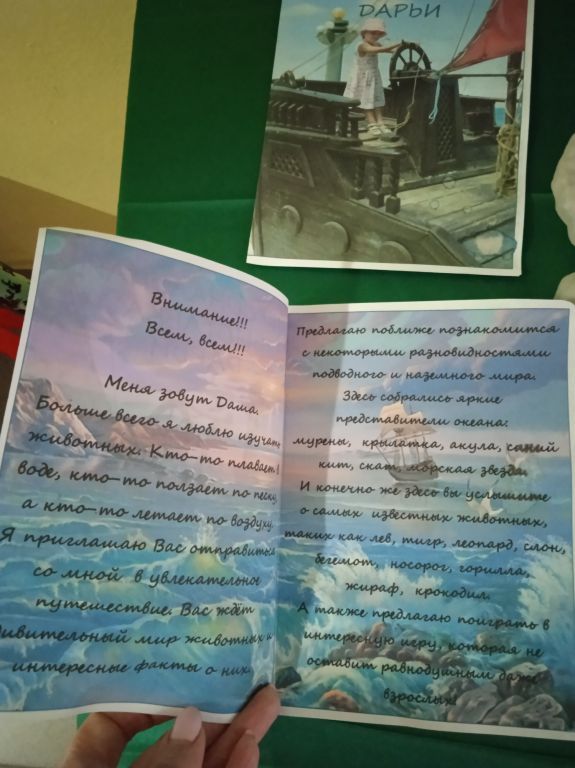 ДАРЬИ
Внимание!!!
Всем, всем!!!
Меня зовут Даша.
Больше всего я люблю изучать
животных. Кто-то плавает в
воде, кто-то ползает по песку,
а кто-то летает по воздуху.
Я приглашаю Вас отправиться
со мной в увлекательное
путешествие. Вас ждёт
удивительный мир животных и
интересные факты о них.
Предлагаю поближе познакомится
с некоторыми разновидностями
подводного и наземного мира.
Здесь собрались яркие
представители океана:
мурены, крылатка, акула, синий
кит, скат, морская звезда.
И конечно же здесь вы услышите
о самых известных животных,
таких как лев, тигр, леопард, слон,
бегемот, носорог, горилла,
жираф, крокодил.
А также предлагаю поиграть в
интересную игру, которая не
оставит равнодушным даже
взрослых.